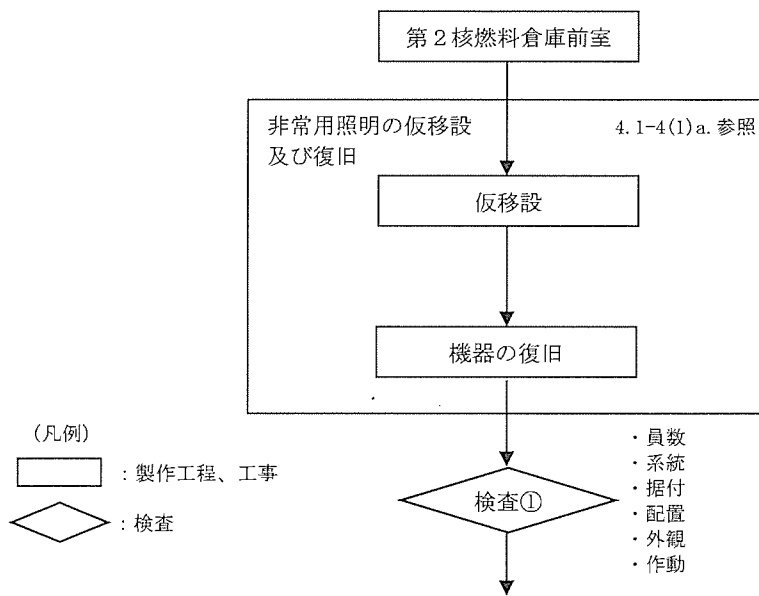 第２核燃料倉庫前室
非常用照明の仮移設
及び復旧
4.1-4(1)a.参照
仮移設
機器の復旧
(凡例)
：製作工程、工事
：検査
検査①
・員数
・系統
・据付
・配置
・外観
・作動